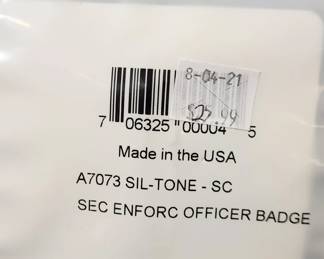 8-04-21
$25.99
7 06325 00004 5
Made in the USA
A7073 SIL-TONE - SC
SEC ENFORC OFFICER BADGE